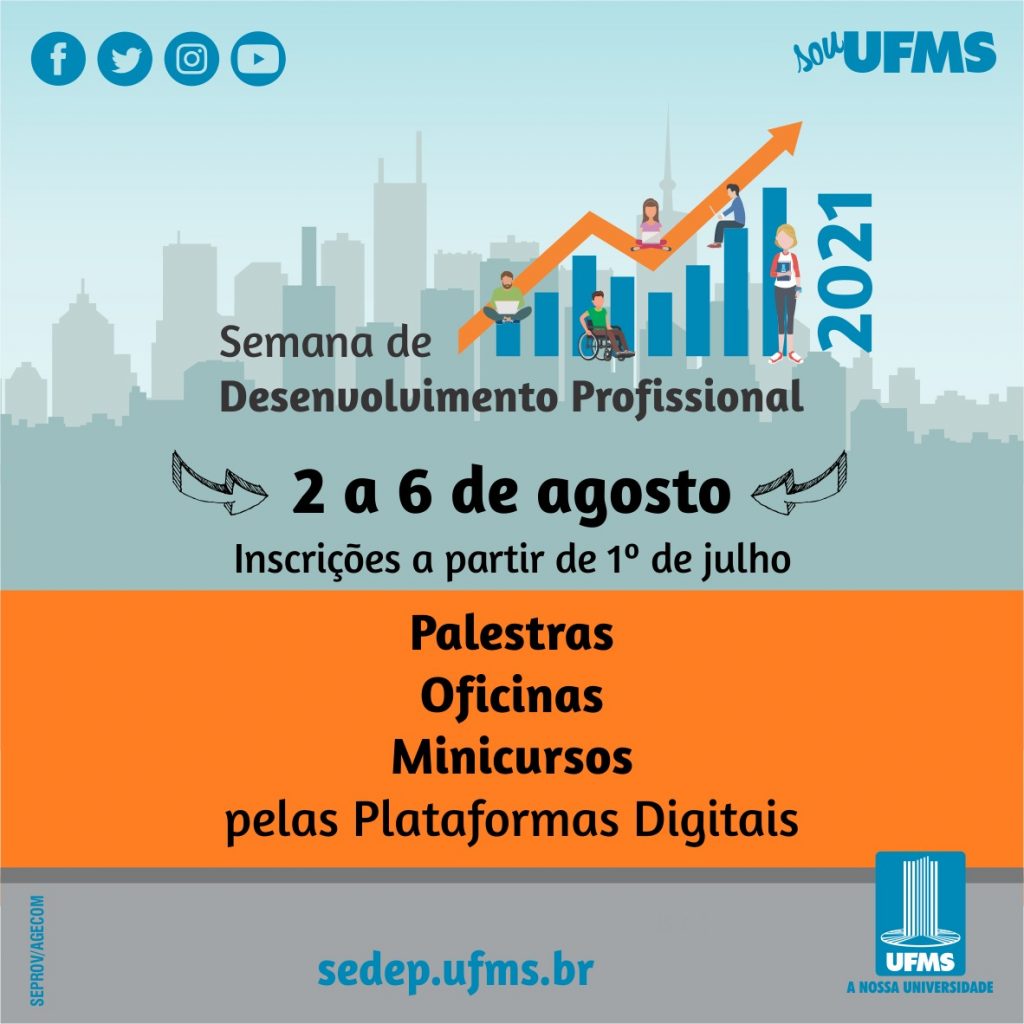 sou UFMS
2021
Semana de
Desenvolvimento Profissional
2 a 6 de agosto
Inscrições a partir de 1º de julho
Palestras
Oficinas
Minicursos
pelas Plataformas Digitais
SEPROV/AGECOM
sedep.ufms.br
UFMS
A NOSSA UNIVERSIDADE